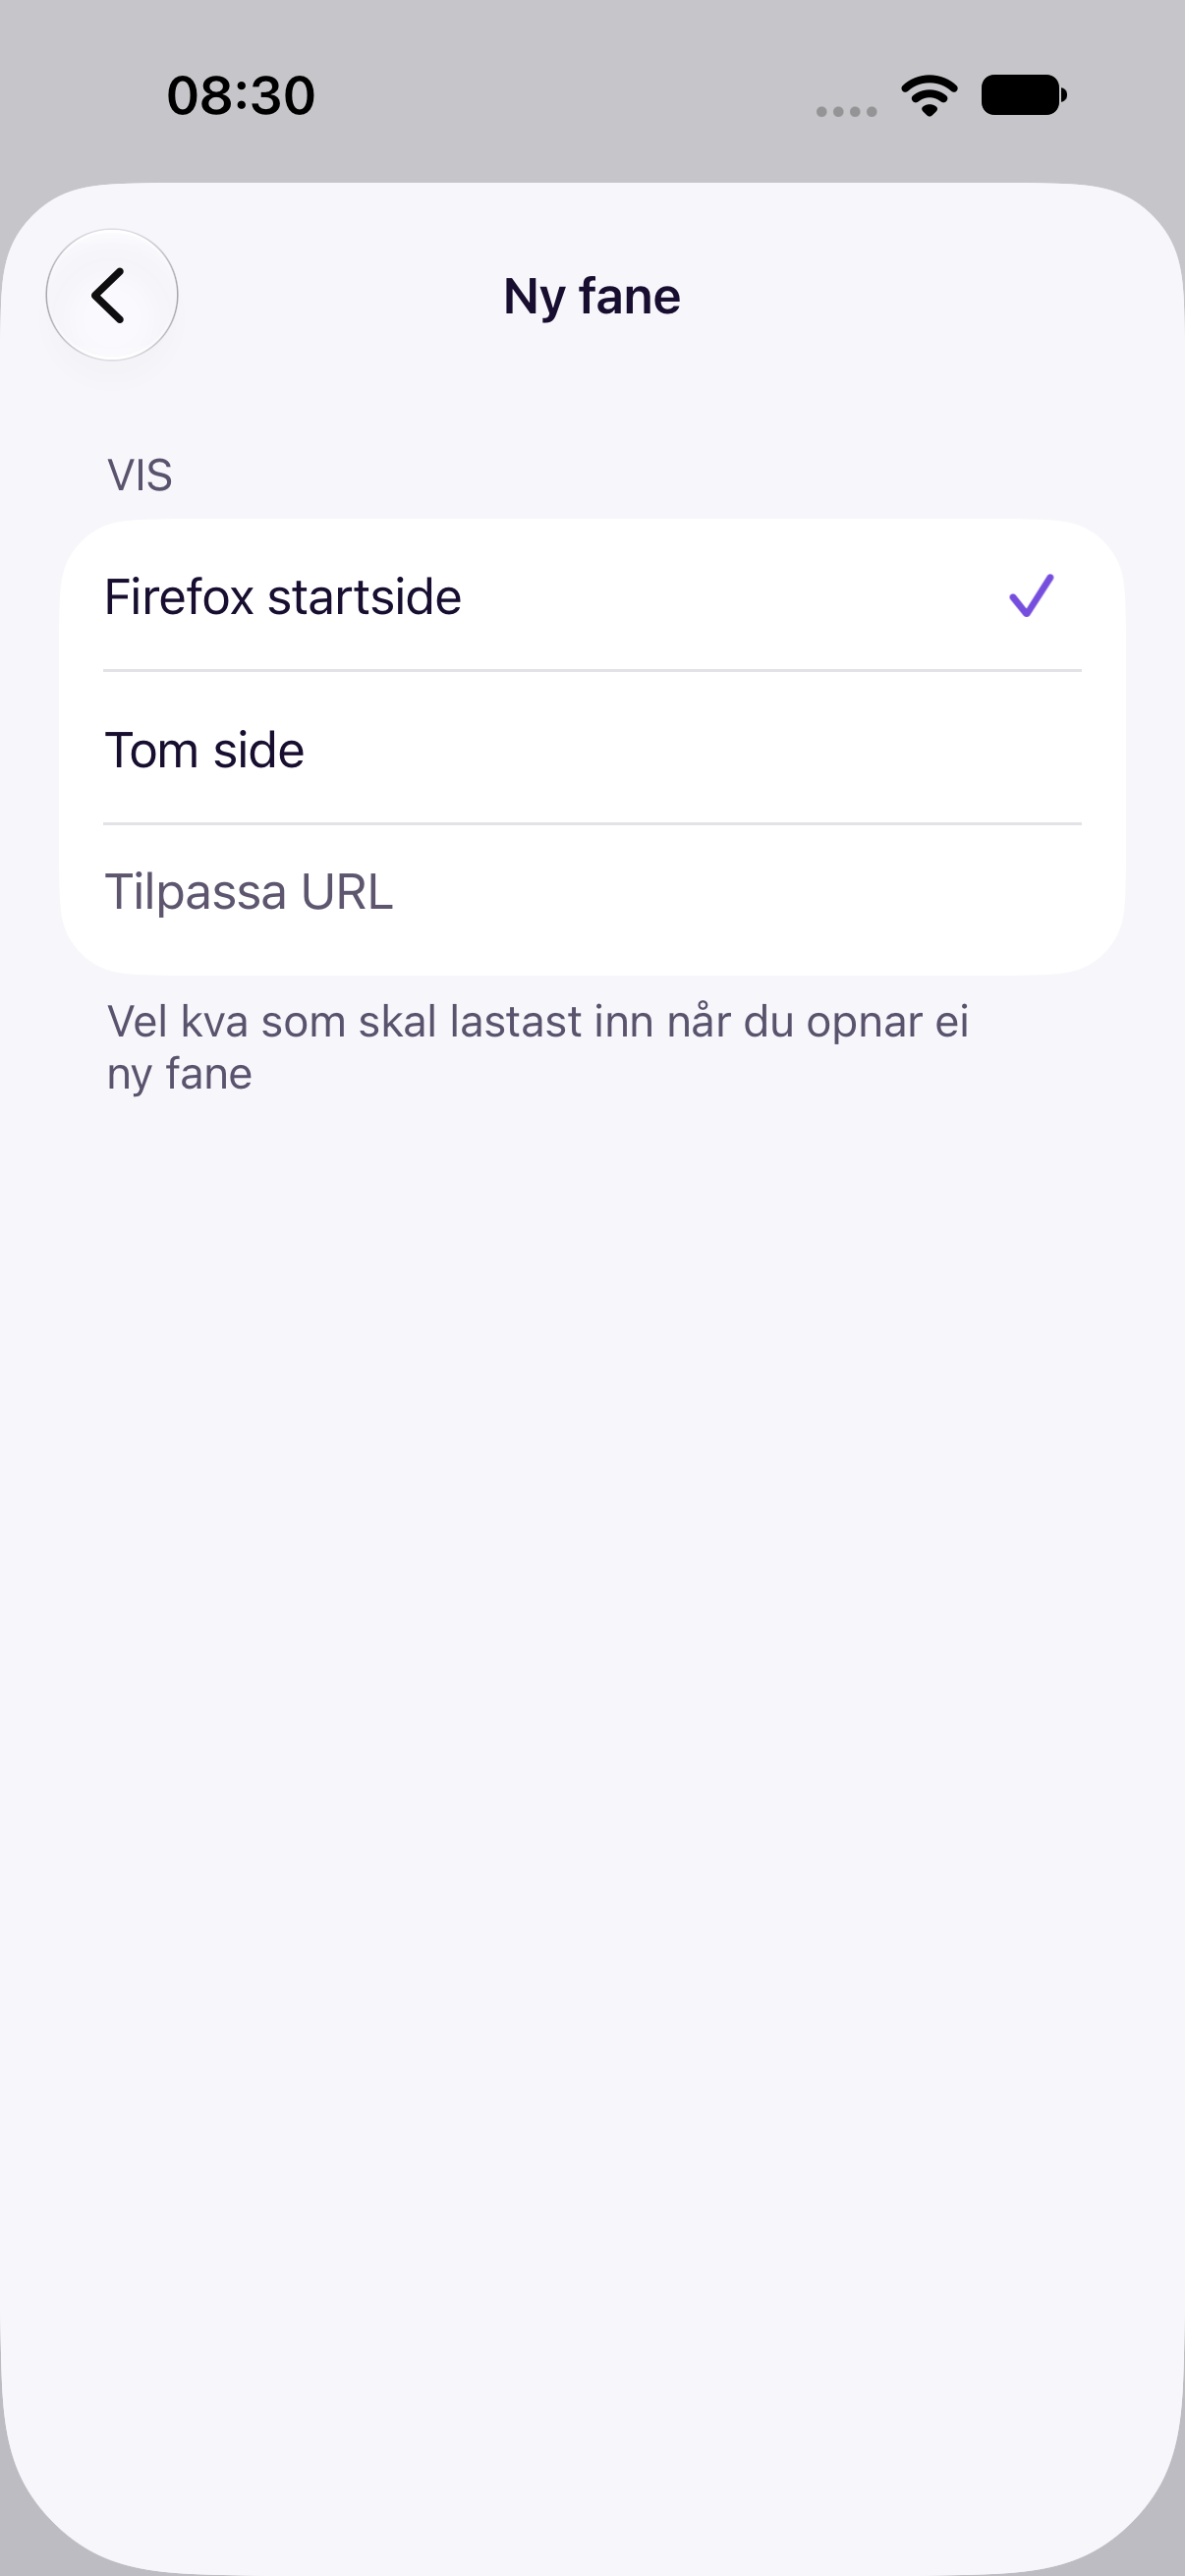 08:30
Ny fane
VIS
Firefox startside
Tom side
Tilpassa URL
Vel kva som skal lastast inn når du opnar ei
ny fane